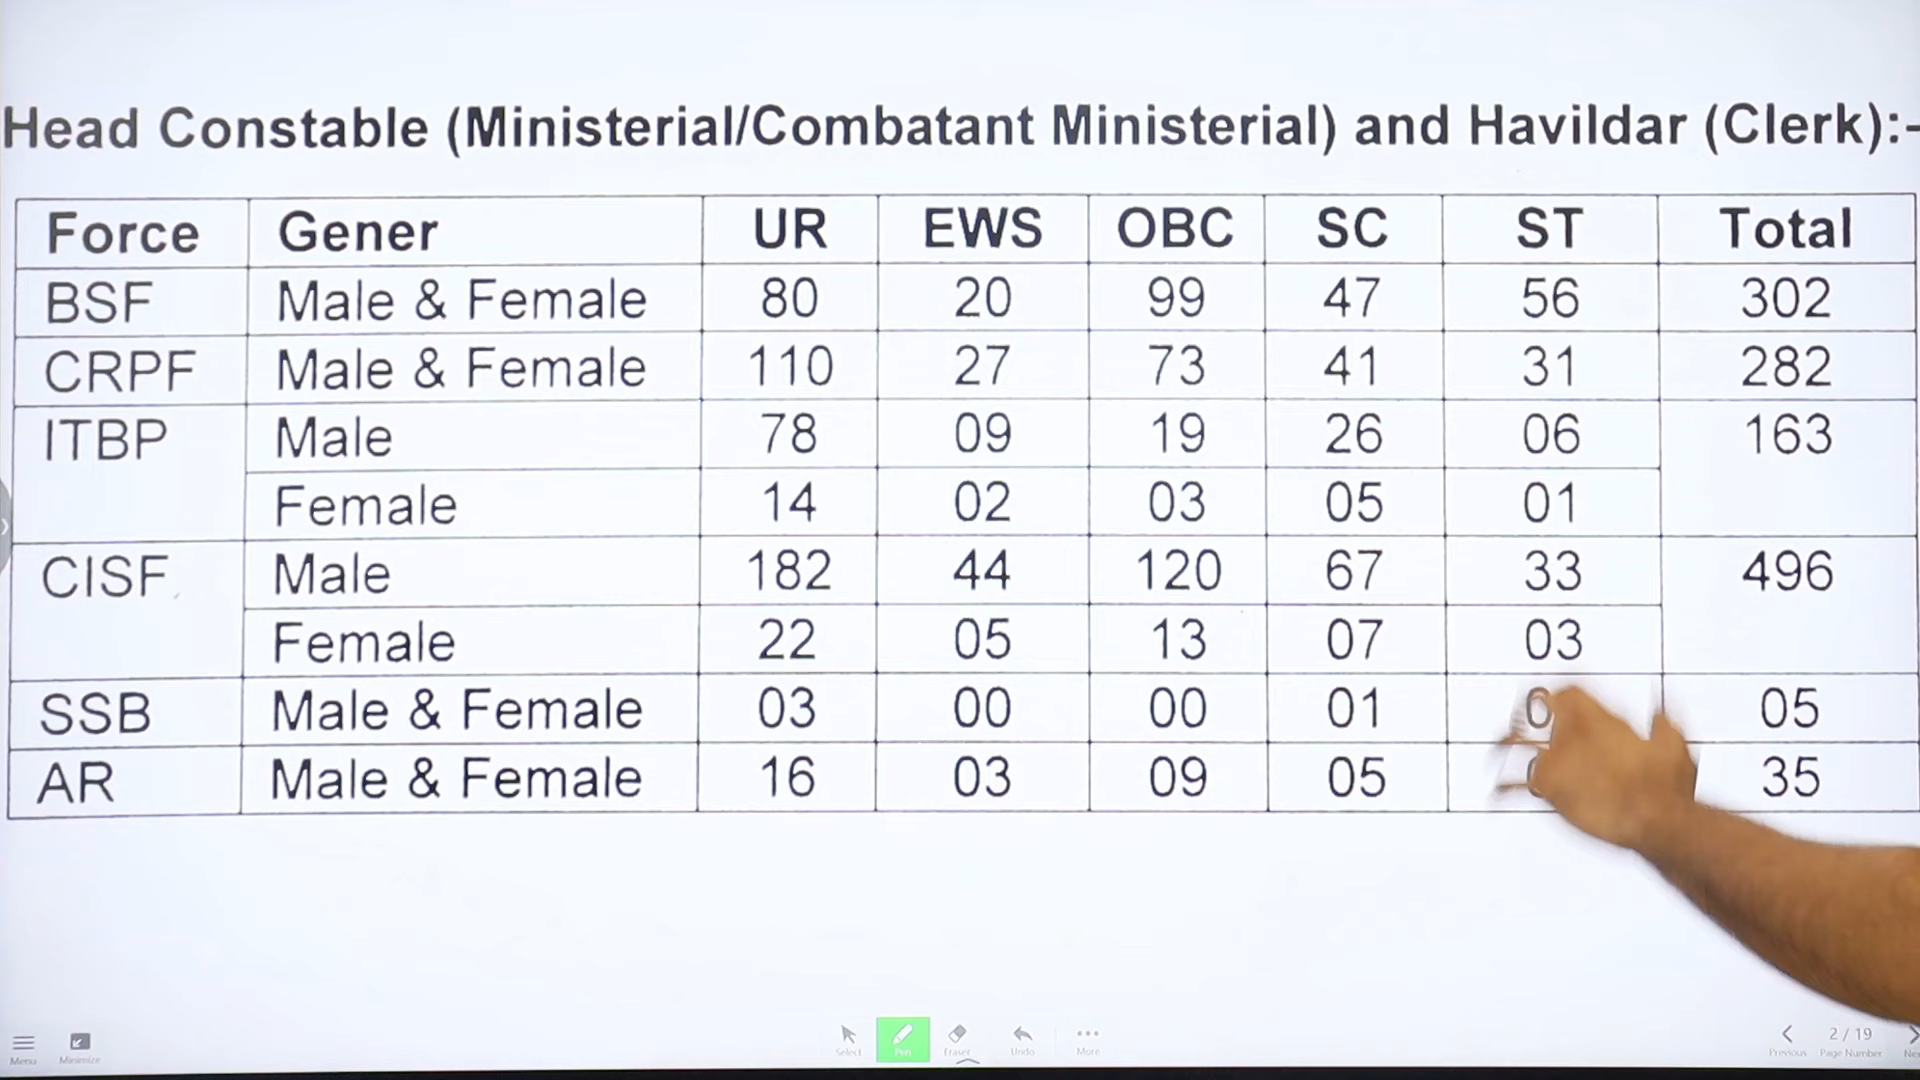 Head Constable (Ministerial/Combatant Ministerial) and Havildar (Clerk):-
Force Gener UR EWS OBC SC ST Total
BSF Male & Female 80 20 99 47 56 302
CRPF Male & Female 110 27 73 41 31 282
ITBP Male 78 09 19 26 06 163
Female 14 02 03 05 01
CISF Male 182 44 120 67 33 496
Female 22 05 13 07 03
SSB Male & Female 03 00 00 01 05
AR Male & Female 16 03 09 05 35
Menu Minimize Select Pen Eraser Undo More Previous 2 / 19 Page Number